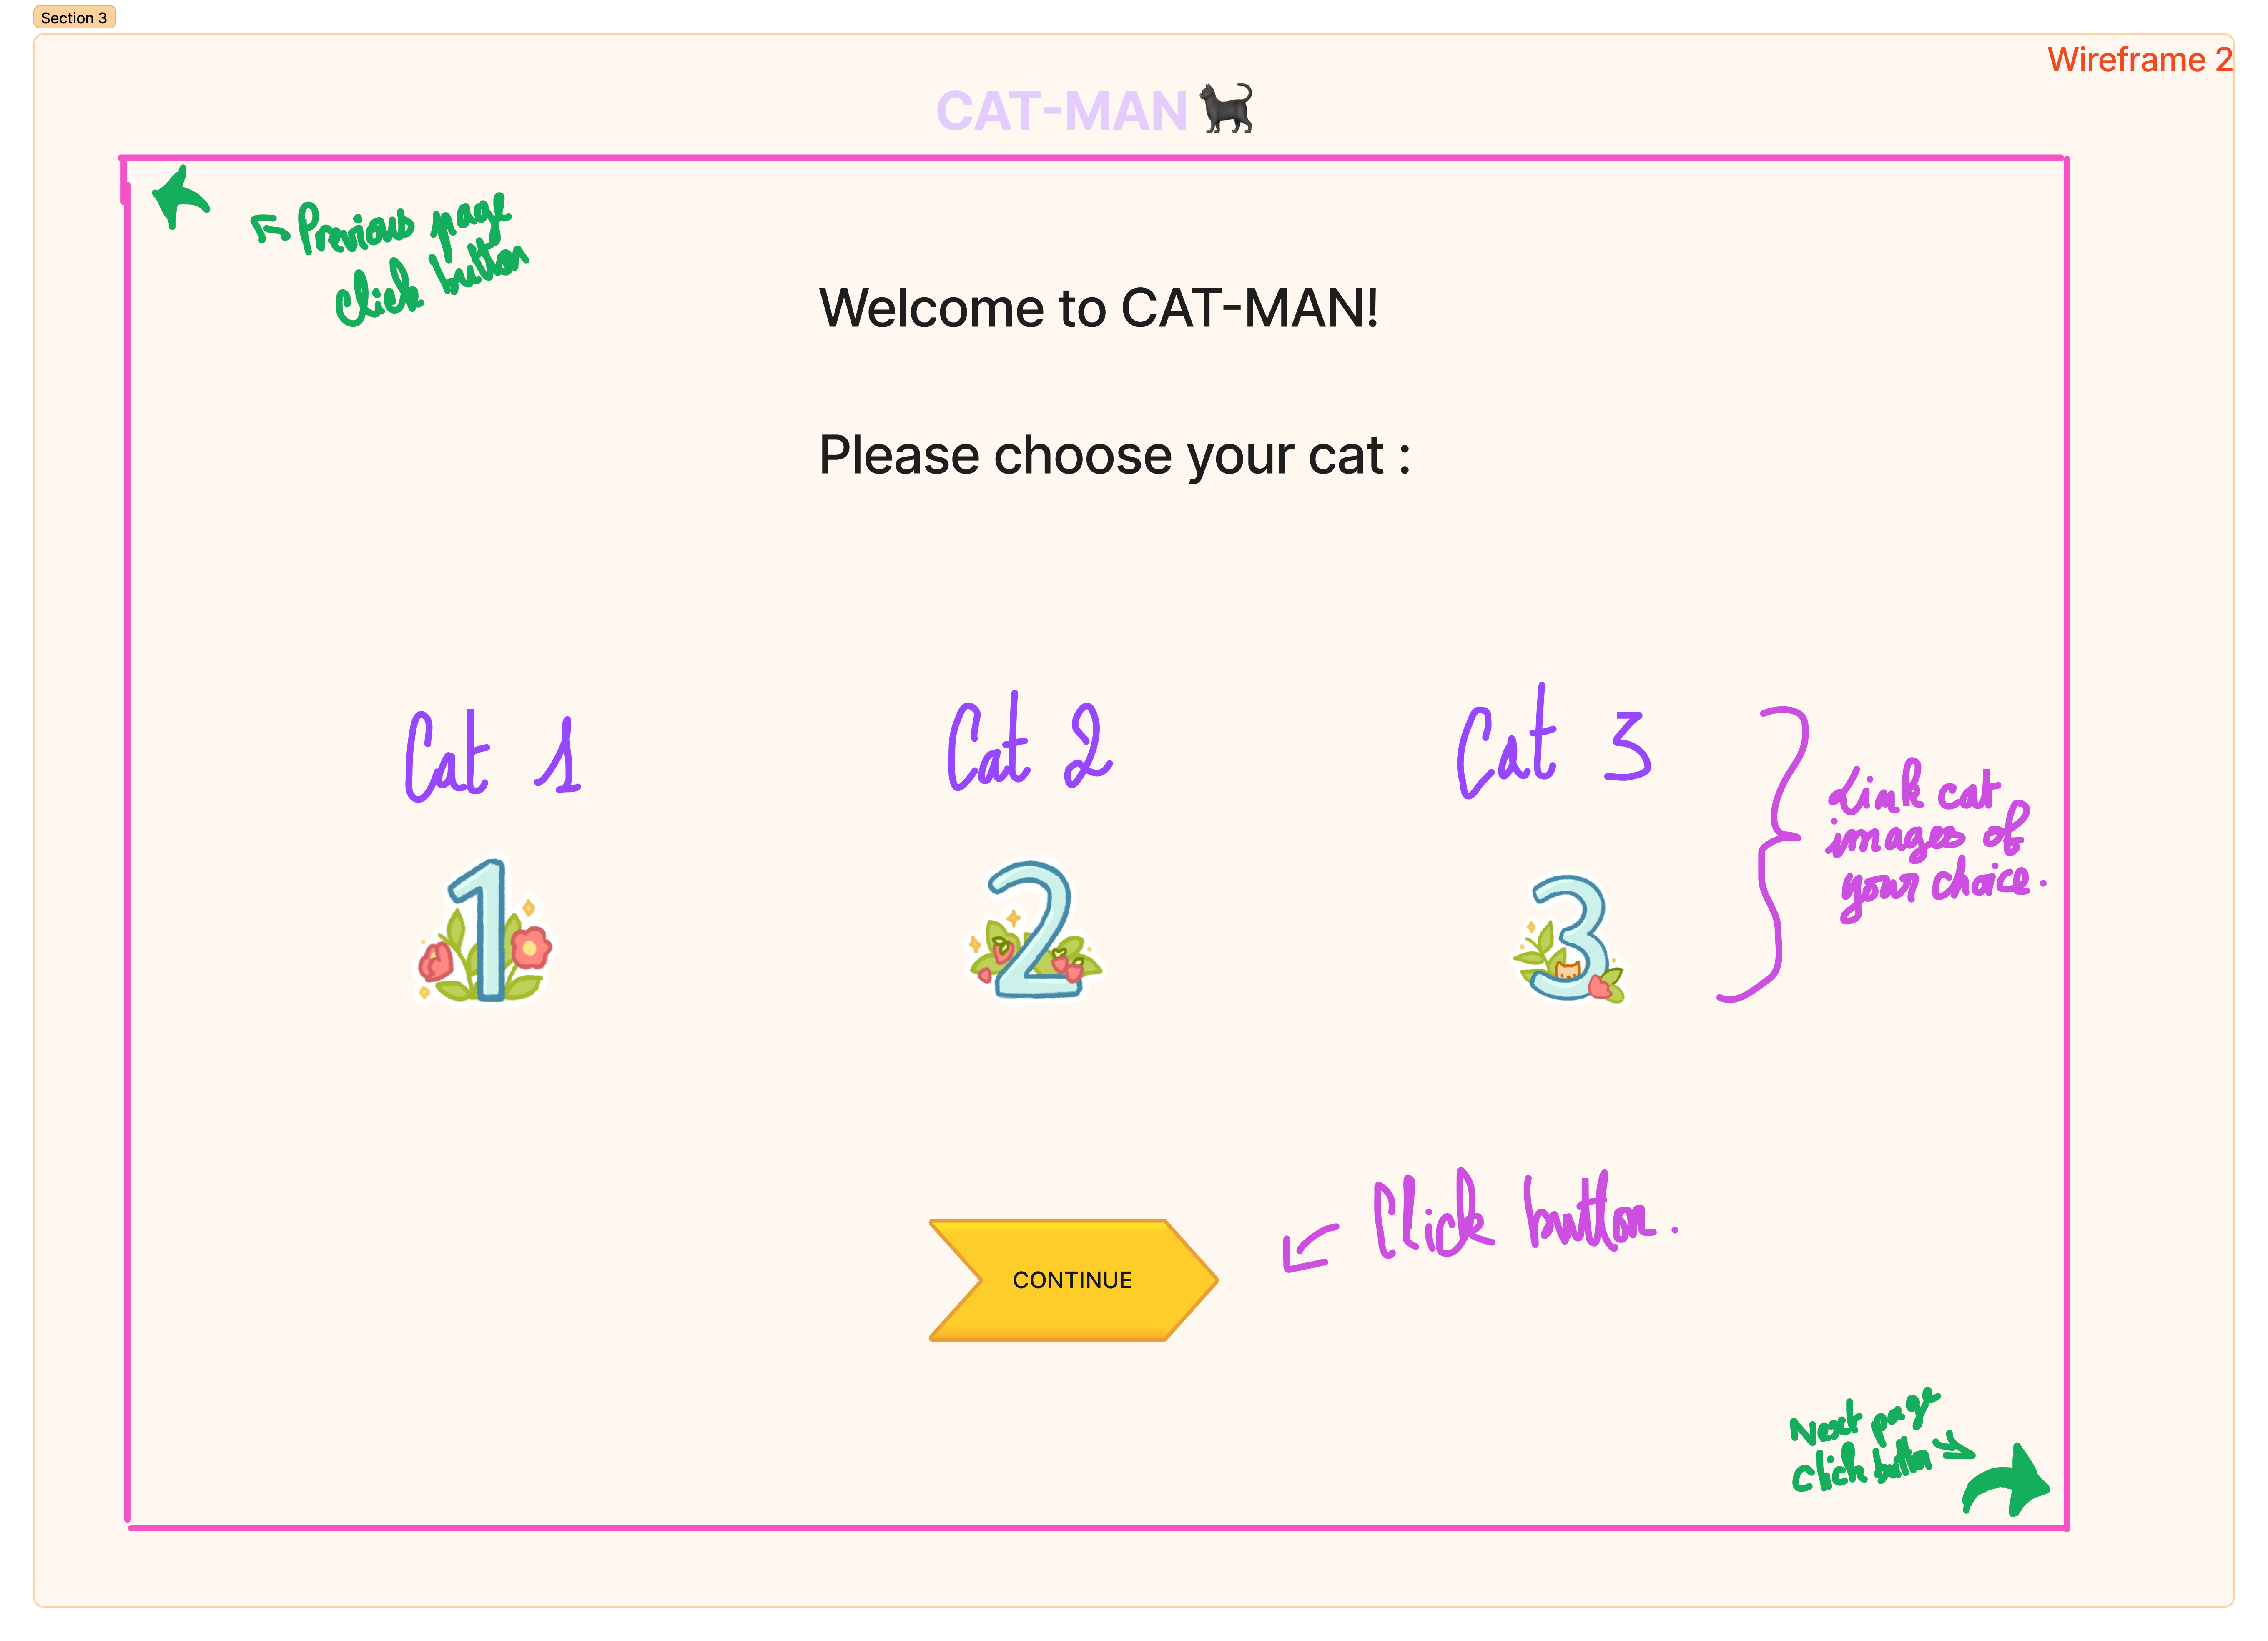 Section 3
Wireframe 2
CAT-MAN
Previous page
click button
Welcome to CAT-MAN!
Please choose your cat :
Cat 1
Cat 2
Cat 3
Link cat
images of
your choice.
1
2
3
Click button.
CONTINUE
Next page
click button